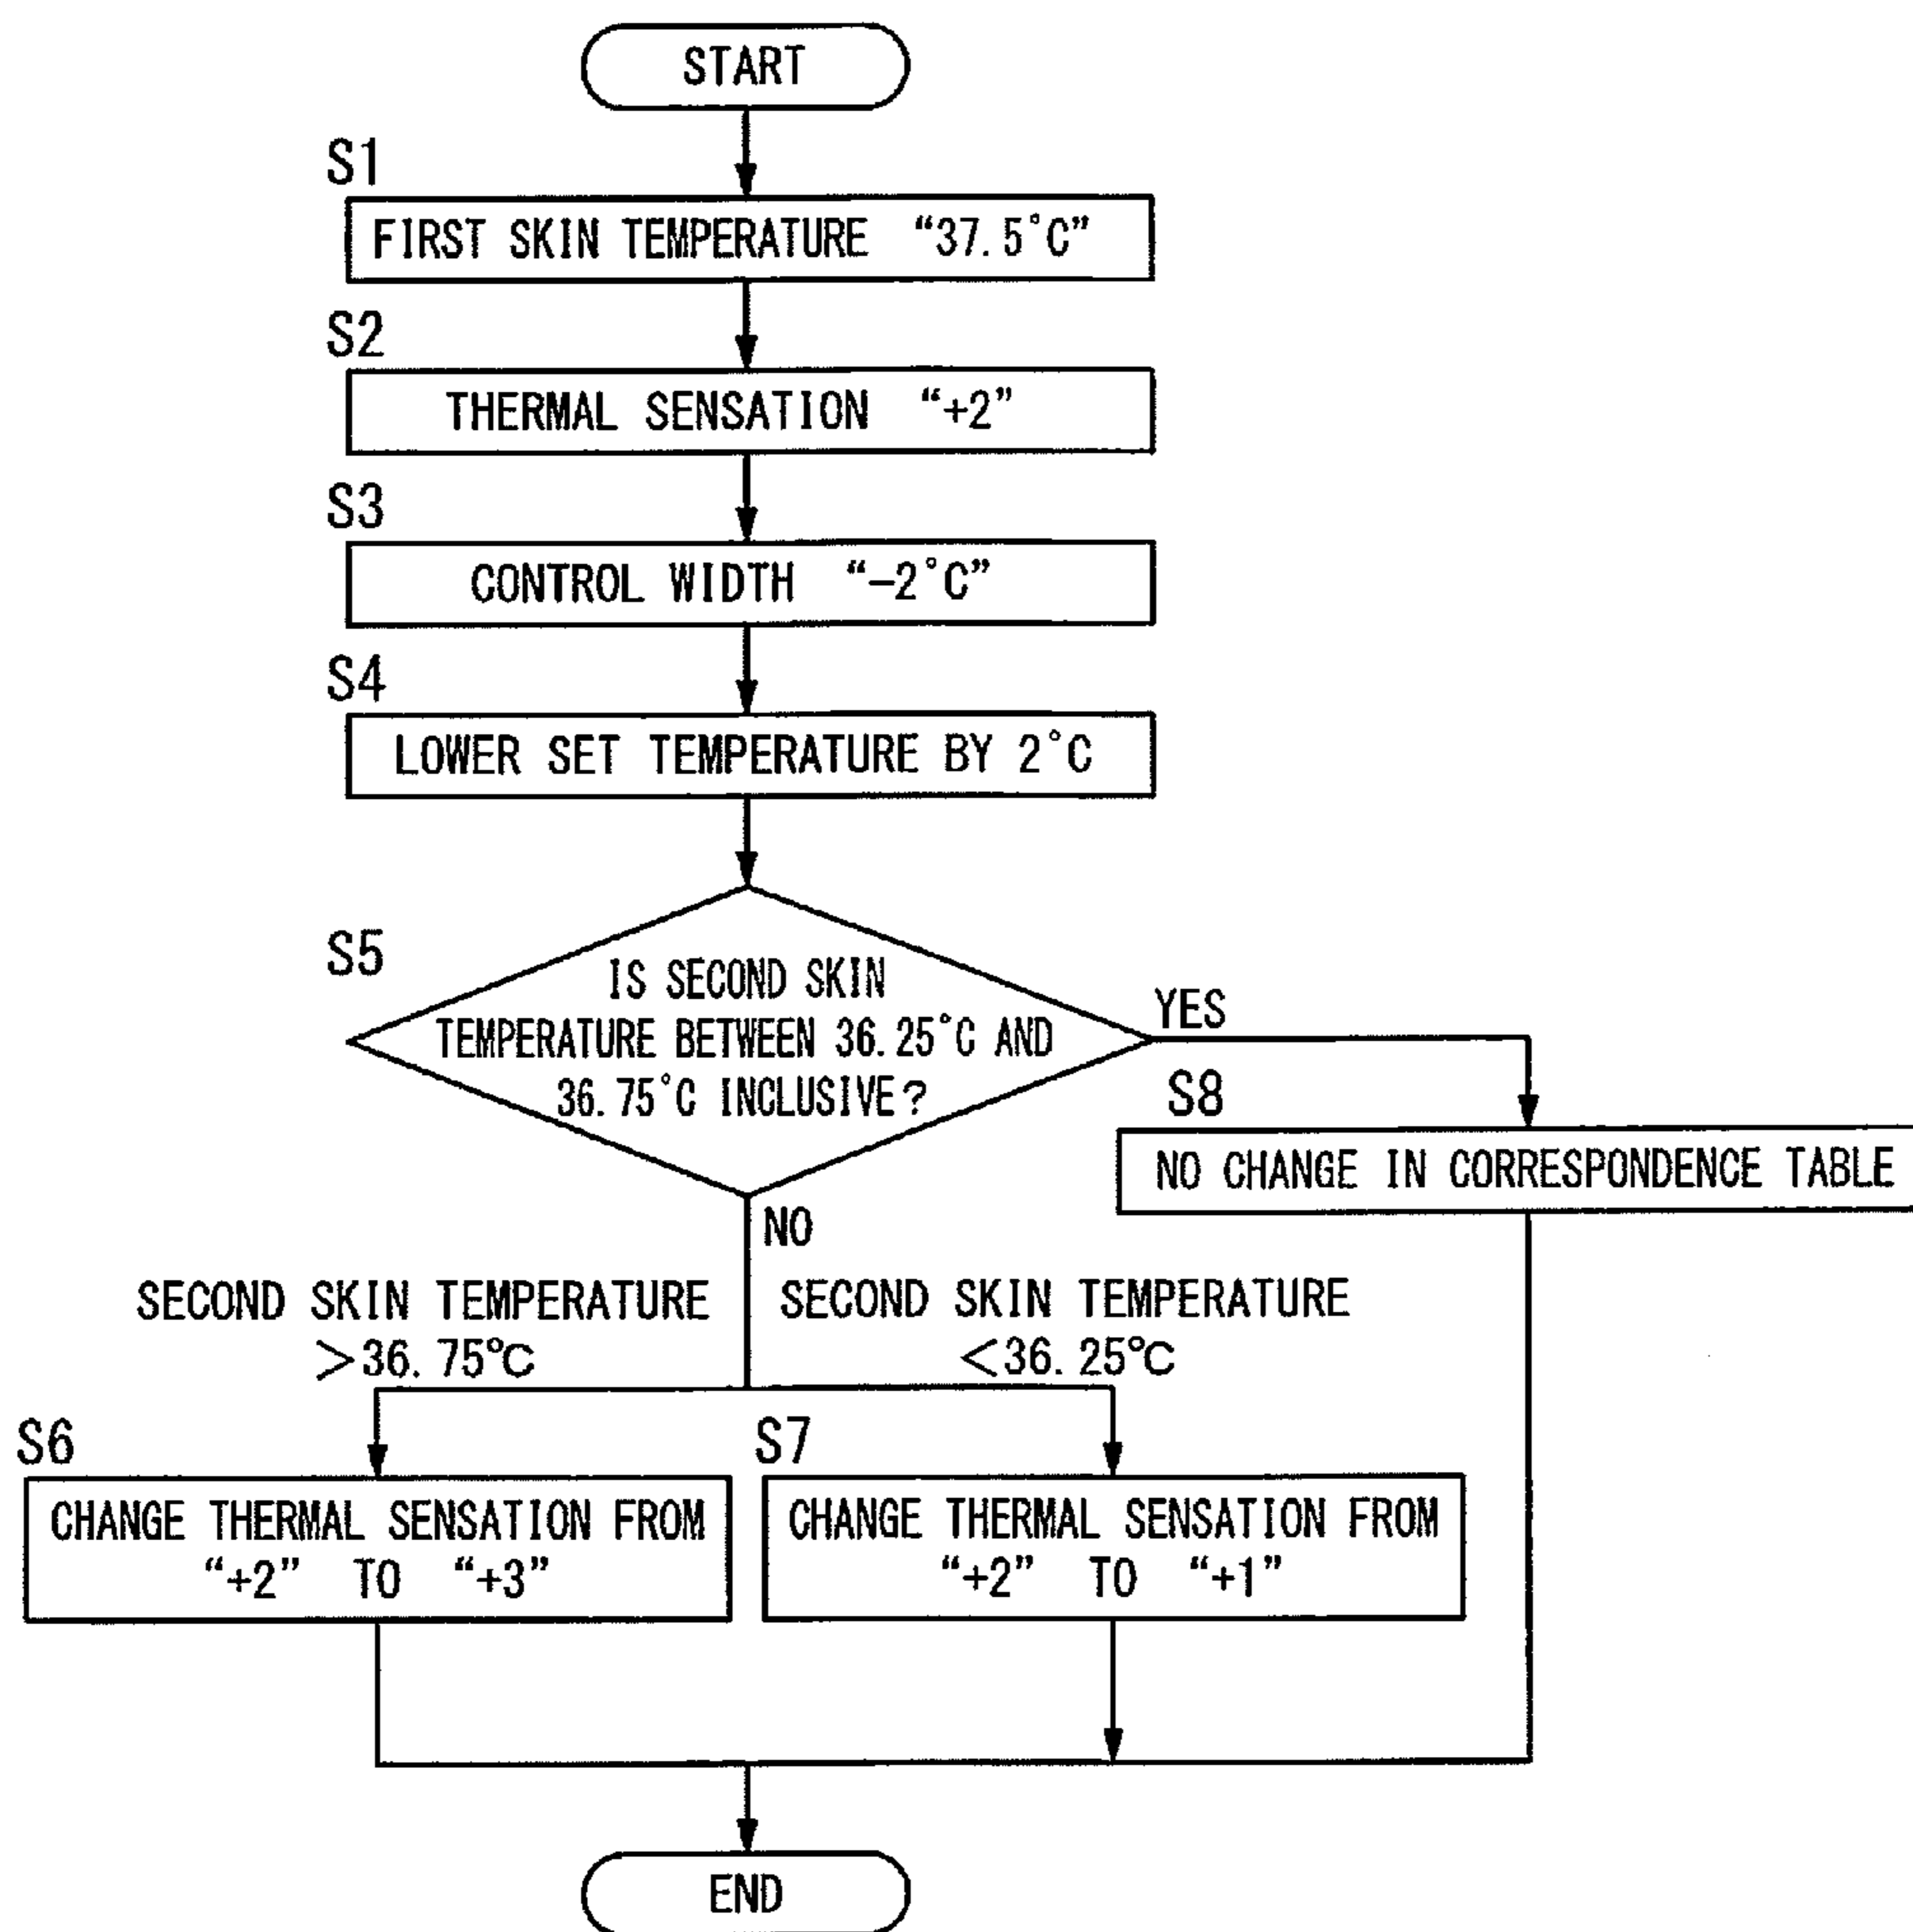 START
S1
FIRST SKIN TEMPERATURE “37.5°C”
S2
THERMAL SENSATION “+2”
S3
CONTROL WIDTH “−2°C”
S4
LOWER SET TEMPERATURE BY 2°C
S5
IS SECOND SKIN
TEMPERATURE BETWEEN 36.25°C AND
36.75°C INCLUSIVE?
YES
S8
NO CHANGE IN CORRESPONDENCE TABLE
NO
SECOND SKIN TEMPERATURE
>36.75℃
SECOND SKIN TEMPERATURE
<36.25℃
S6
CHANGE THERMAL SENSATION FROM
“+2” TO “+3”
S7
CHANGE THERMAL SENSATION FROM
“+2” TO “+1”
END